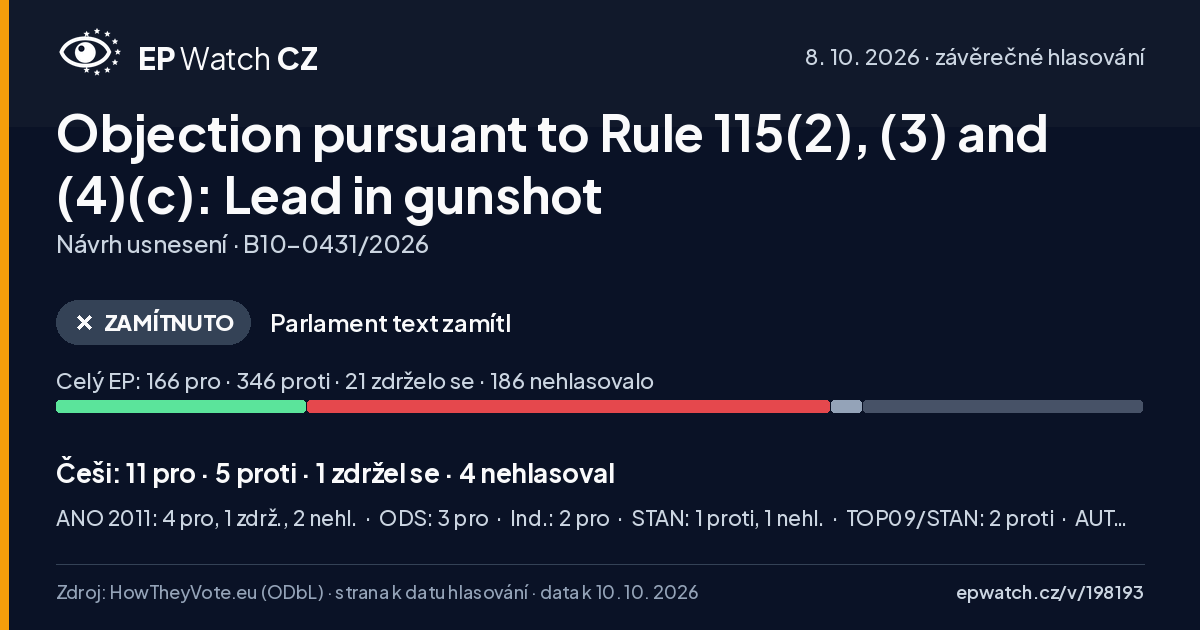 EP Watch CZ
8. 10. 2026 · závěrečné hlasování
Objection pursuant to Rule 115(2), (3) and
(4)(c): Lead in gunshot
Návrh usnesení · B10–0431/2026
✕ ZAMÍTNUTO
Parlament text zamítl
Celý EP: 166 pro · 346 proti · 21 zdrželo se · 186 nehlasovalo
Češi: 11 pro · 5 proti · 1 zdržel se · 4 nehlasoval
ANO 2011: 4 pro, 1 zdrž., 2 nehl. · ODS: 3 pro · Ind.: 2 pro · STAN: 1 proti, 1 nehl. · TOP09/STAN: 2 proti · AUT…
Zdroj: HowTheyVote.eu (ODbL) · strana k datu hlasování · data k 10. 10. 2026
epwatch.cz/v/198193